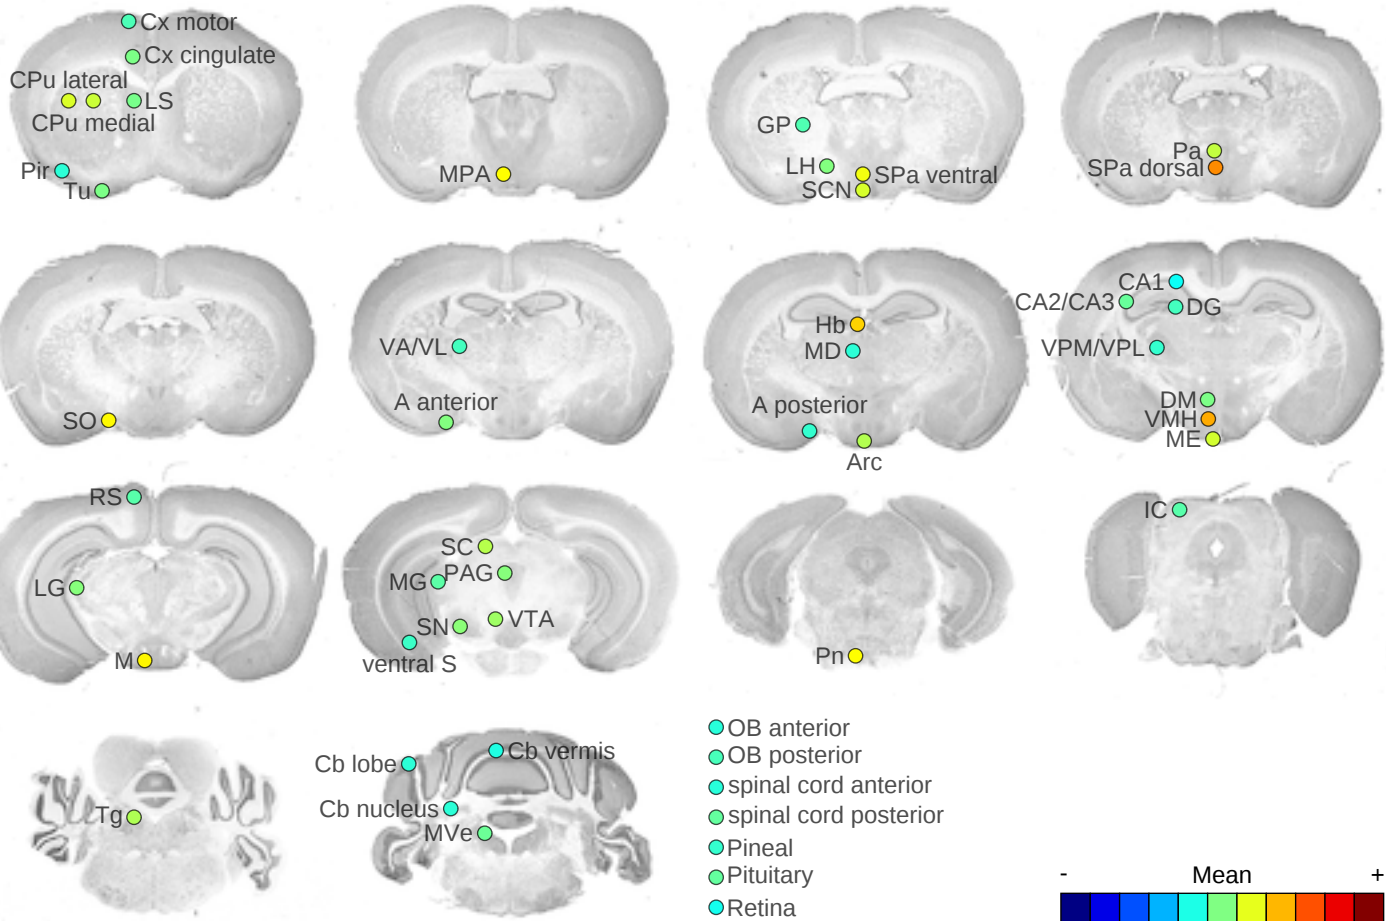 Cx motor
Cx cingulate
CPu lateral
LS
CPu medial
Pir
Tu
MPA
GP
LH
SPa ventral
SCN
Pa
SPa dorsal
SO
VA/VL
A anterior
Hb
MD
A posterior
Arc
CA1
CA2/CA3
DG
VPM/VPL
DM
VMH
ME
RS
LG
M
SC
MG
PAG
SN
VTA
ventral S
Pn
IC
Tg
Cb lobe
Cb vermis
Cb nucleus
MVe
OB anterior
OB posterior
spinal cord anterior
spinal cord posterior
Pineal
Pituitary
Retina
- Mean +